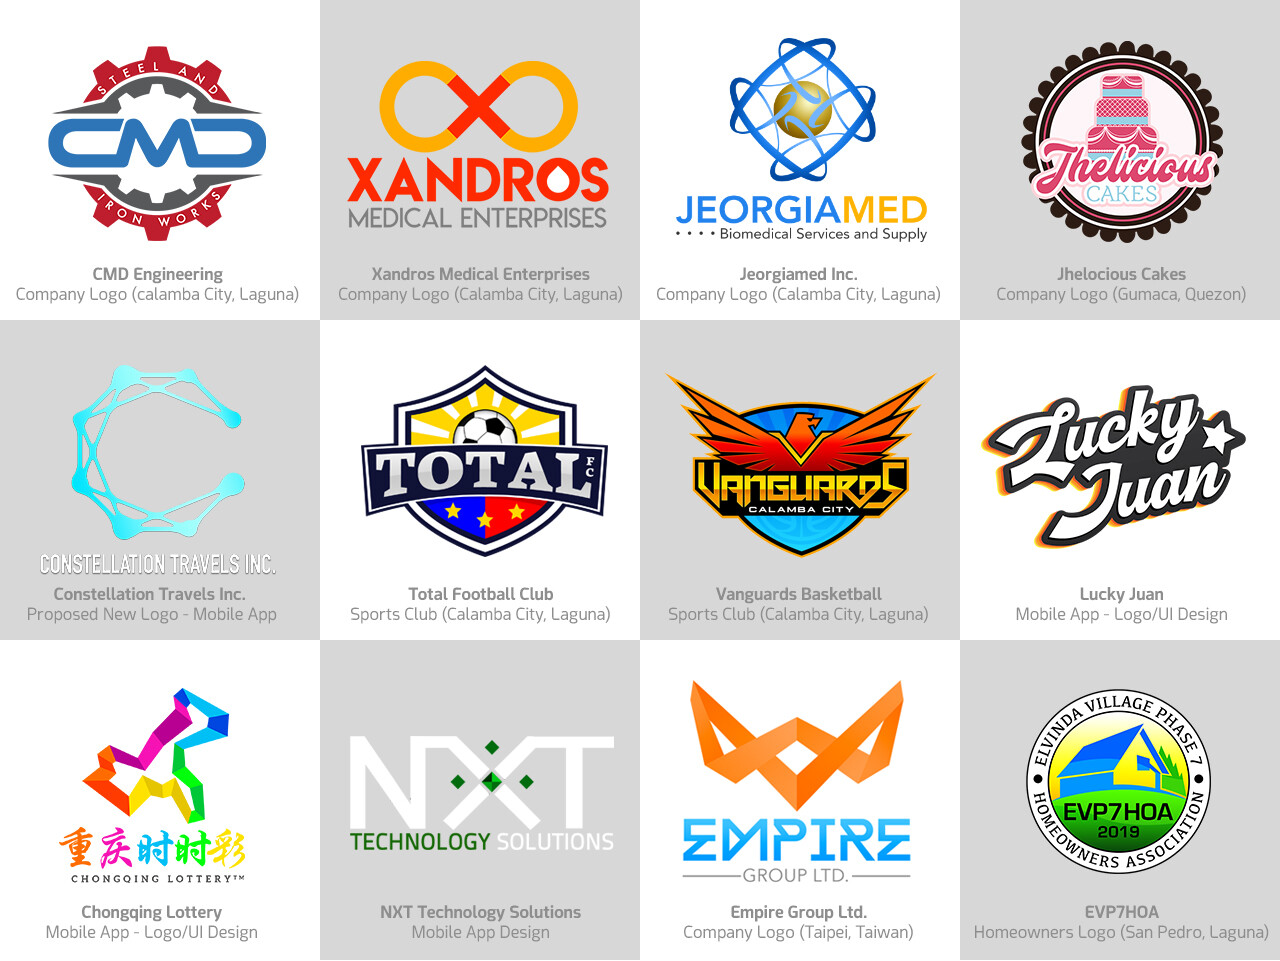 STEEL AND
CMD
IRON WORKS
CMD Engineering
Company Logo (calamba City, Laguna)
XANDROS
MEDICAL ENTERPRISES
Xandros Medical Enterprises
Company Logo (Calamba City, Laguna)
JEORGIAMED
•••• Biomedical Services and Supply
Jeorgiamed Inc.
Company Logo (Calamba City, Laguna)
Jhelicious
CAKES
Jhelocious Cakes
Company Logo (Gumaca, Quezon)
CONSTELLATION TRAVELS INC.
Constellation Travels Inc.
Proposed New Logo - Mobile App
TOTAL FC
Total Football Club
Sports Club (Calamba City, Laguna)
VANGUARDS
CALAMBA CITY
Vanguards Basketball
Sports Club (Calamba City, Laguna)
Lucky
Juan
Lucky Juan
Mobile App - Logo/UI Design
重庆时时彩
CHONGQING LOTTERY™
Chongqing Lottery
Mobile App - Logo/UI Design
NXT
TECHNOLOGY SOLUTIONS
NXT Technology Solutions
Mobile App Design
EMPIRE
GROUP LTD.
Empire Group Ltd.
Company Logo (Taipei, Taiwan)
ELVINDA VILLAGE PHASE 7
EVP7HOA
2019
HOMEOWNERS ASSOCIATION
EVP7HOA
Homeowners Logo (San Pedro, Laguna)